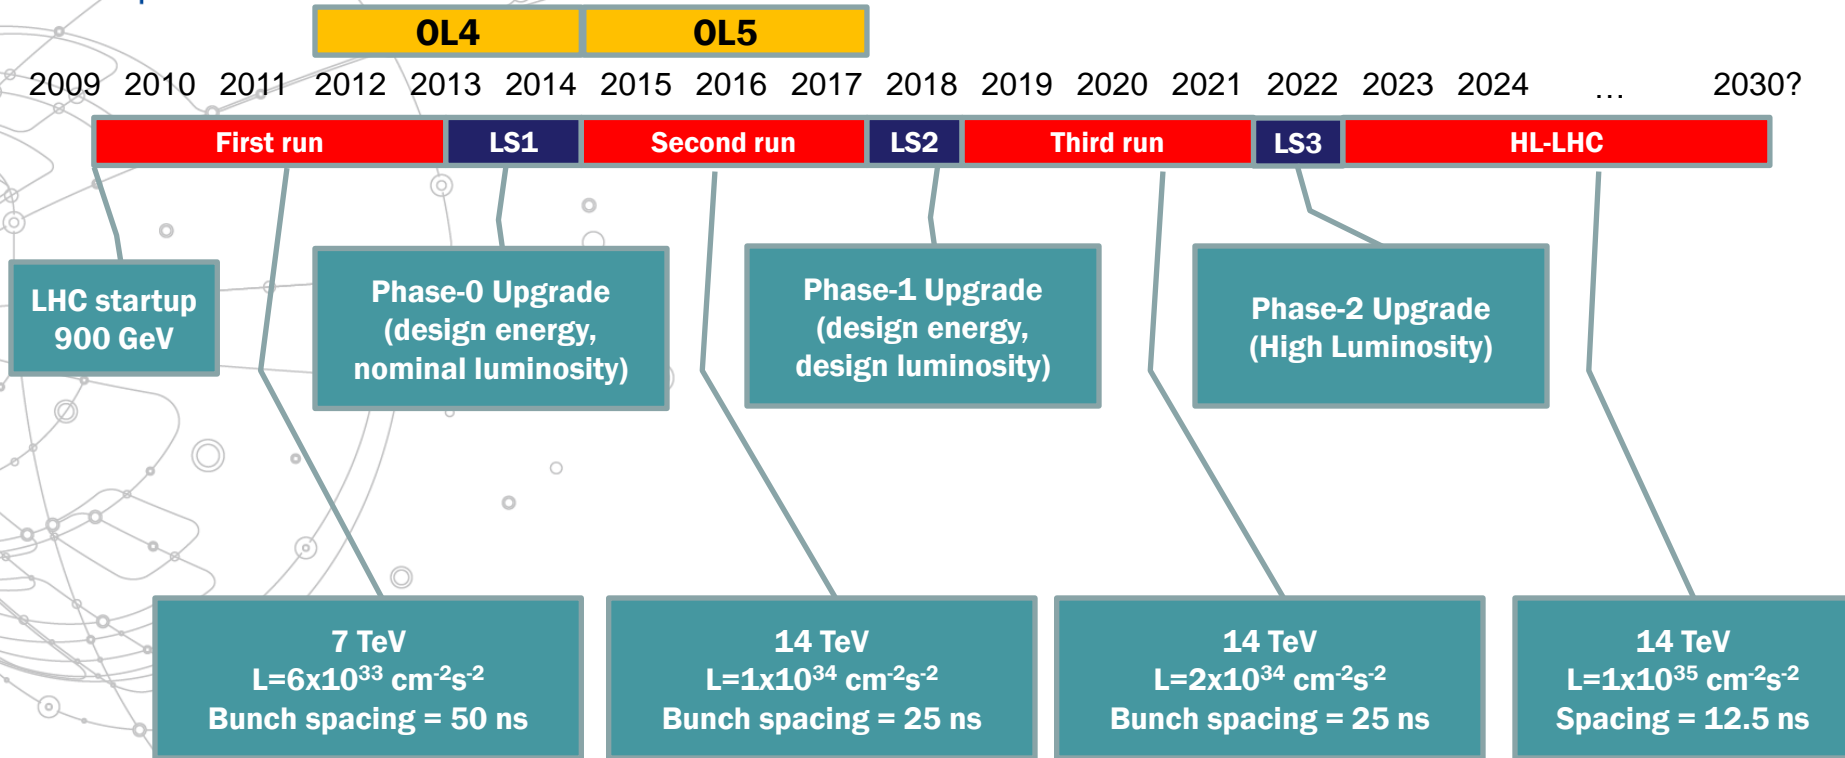 OL4 OL5
2009 2010 2011 2012 2013 2014 2015 2016 2017 2018 2019 2020 2021 2022 2023 2024 ... 2030?
First run LS1 Second run LS2 Third run LS3 HL-LHC
LHC startup
900 GeV
Phase-0 Upgrade
(design energy,
nominal luminosity)
Phase-1 Upgrade
(design energy,
design luminosity)
Phase-2 Upgrade
(High Luminosity)
7 TeV
L=6x10³³ cm⁻²s⁻²
Bunch spacing = 50 ns
14 TeV
L=1x10³⁴ cm⁻²s⁻²
Bunch spacing = 25 ns
14 TeV
L=2x10³⁴ cm⁻²s⁻²
Bunch spacing = 25 ns
14 TeV
L=1x10³⁵ cm⁻²s⁻²
Spacing = 12.5 ns